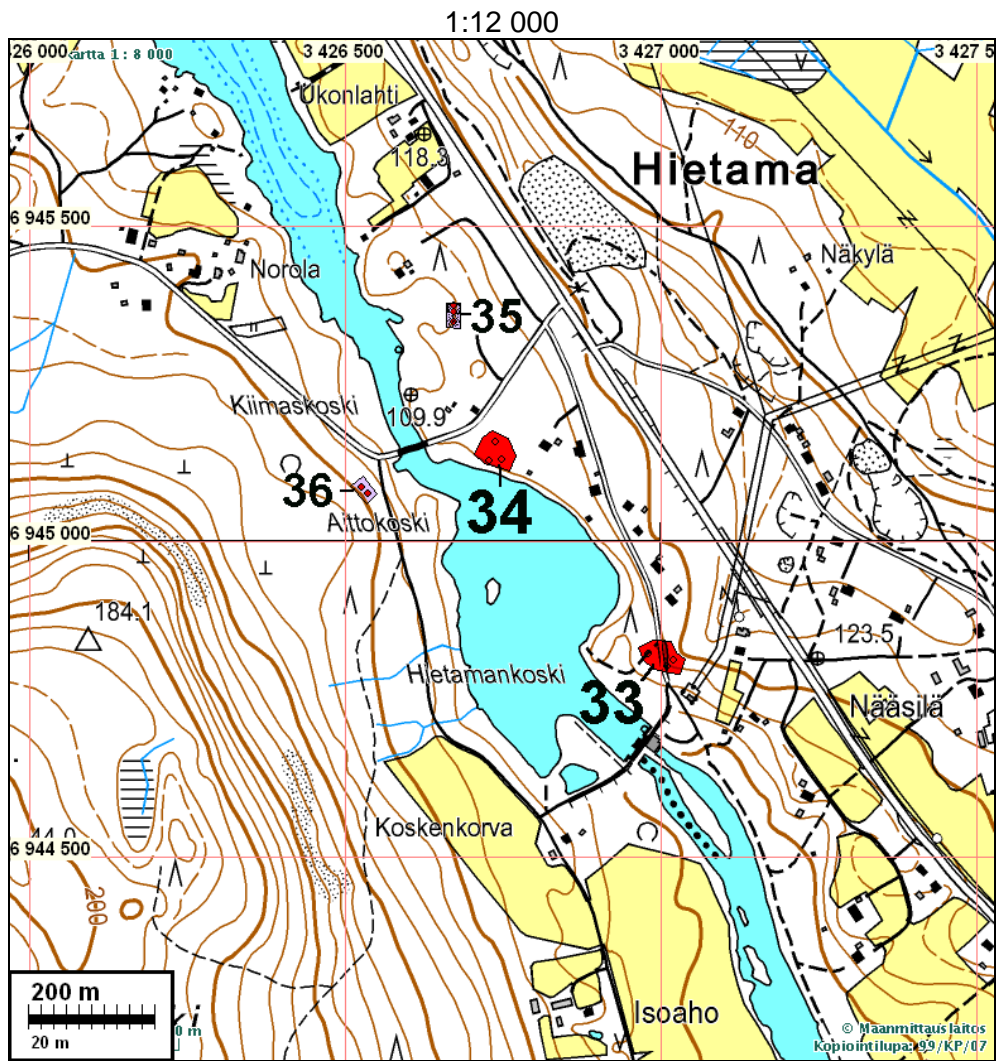 1:12 000
26 000
kartta 1 : 8 000
3 426 500
3 427 000
3 427 5
Ukonlahti
118.3
110
Hietama
6 945 500
Norola
Näkylä
35
Kiimaskoski
109.9
36
34
Aittokoski
6 945 000
184.1
123.5
Hietamankoski
33
Nääsilä
Koskenkorva
44.0
6 944 500
200
200 m
20 m
0 m
Isoaho
© Maanmittauslaitos
Kopiointilupa: 99/KP/07